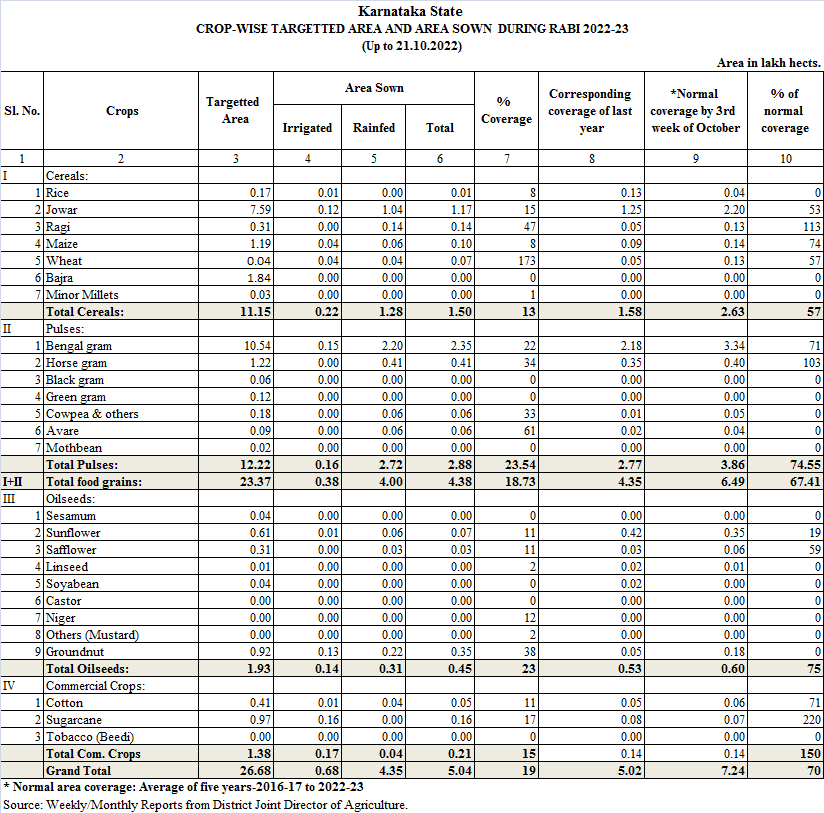 Karnataka State
CROP-WISE TARGETTED AREA AND AREA SOWN DURING RABI 2022-23
(Up to 21.10.2022)
Area in lakh hects.
Sl. No. Crops Targetted Area Area Sown % Coverage Corresponding coverage of last year *Normal coverage by 3rd week of October % of normal coverage
Irrigated Rainfed Total
1 2 3 4 5 6 7 8 9 10
I Cereals:
1 Rice 0.17 0.01 0.00 0.01 8 0.13 0.04 0
2 Jowar 7.59 0.12 1.04 1.17 15 1.25 2.20 53
3 Ragi 0.31 0.00 0.14 0.14 47 0.05 0.13 113
4 Maize 1.19 0.04 0.06 0.10 8 0.09 0.14 74
5 Wheat 0.04 0.04 0.04 0.07 173 0.05 0.13 57
6 Bajra 1.84 0.00 0.00 0.00 0 0.00 0.00 0
7 Minor Millets 0.03 0.00 0.00 0.00 1 0.00 0.00 0
Total Cereals: 11.15 0.22 1.28 1.50 13 1.58 2.63 57
II Pulses:
1 Bengal gram 10.54 0.15 2.20 2.35 22 2.18 3.34 71
2 Horse gram 1.22 0.00 0.41 0.41 34 0.35 0.40 103
3 Black gram 0.06 0.00 0.00 0.00 0 0.00 0.00 0
4 Green gram 0.12 0.00 0.00 0.00 0 0.00 0.00 0
5 Cowpea & others 0.18 0.00 0.06 0.06 33 0.01 0.05 0
6 Avare 0.09 0.00 0.06 0.06 61 0.02 0.04 0
7 Mothbean 0.02 0.00 0.00 0.00 0 0.00 0.00 0
Total Pulses: 12.22 0.16 2.72 2.88 23.54 2.77 3.86 74.55
I+II Total food grains: 23.37 0.38 4.00 4.38 18.73 4.35 6.49 67.41
III Oilseeds:
1 Sesamum 0.04 0.00 0.00 0.00 0 0.00 0.00 0
2 Sunflower 0.61 0.01 0.06 0.07 11 0.42 0.35 19
3 Safflower 0.31 0.00 0.03 0.03 11 0.03 0.06 59
4 Linseed 0.01 0.00 0.00 0.00 2 0.02 0.01 0
5 Soyabean 0.04 0.00 0.00 0.00 0 0.02 0.00 0
6 Castor 0.00 0.00 0.00 0.00 0 0.00 0.00 0
7 Niger 0.00 0.00 0.00 0.00 12 0.00 0.00 0
8 Others (Mustard) 0.00 0.00 0.00 0.00 2 0.00 0.00 0
9 Groundnut 0.92 0.13 0.22 0.35 38 0.05 0.18 0
Total Oilseeds: 1.93 0.14 0.31 0.45 23 0.53 0.60 75
IV Commercial Crops:
1 Cotton 0.41 0.01 0.04 0.05 11 0.05 0.06 71
2 Sugarcane 0.97 0.16 0.00 0.16 17 0.08 0.07 220
3 Tobacco (Beedi) 0.00 0.00 0.00 0.00 0 0.00 0.00 0
Total Com. Crops 1.38 0.17 0.04 0.21 15 0.14 0.14 150
Grand Total 26.68 0.68 4.35 5.04 19 5.02 7.24 70
* Normal area coverage: Average of five years-2016-17 to 2022-23
Source: Weekly/Monthly Reports from District Joint Director of Agriculture.